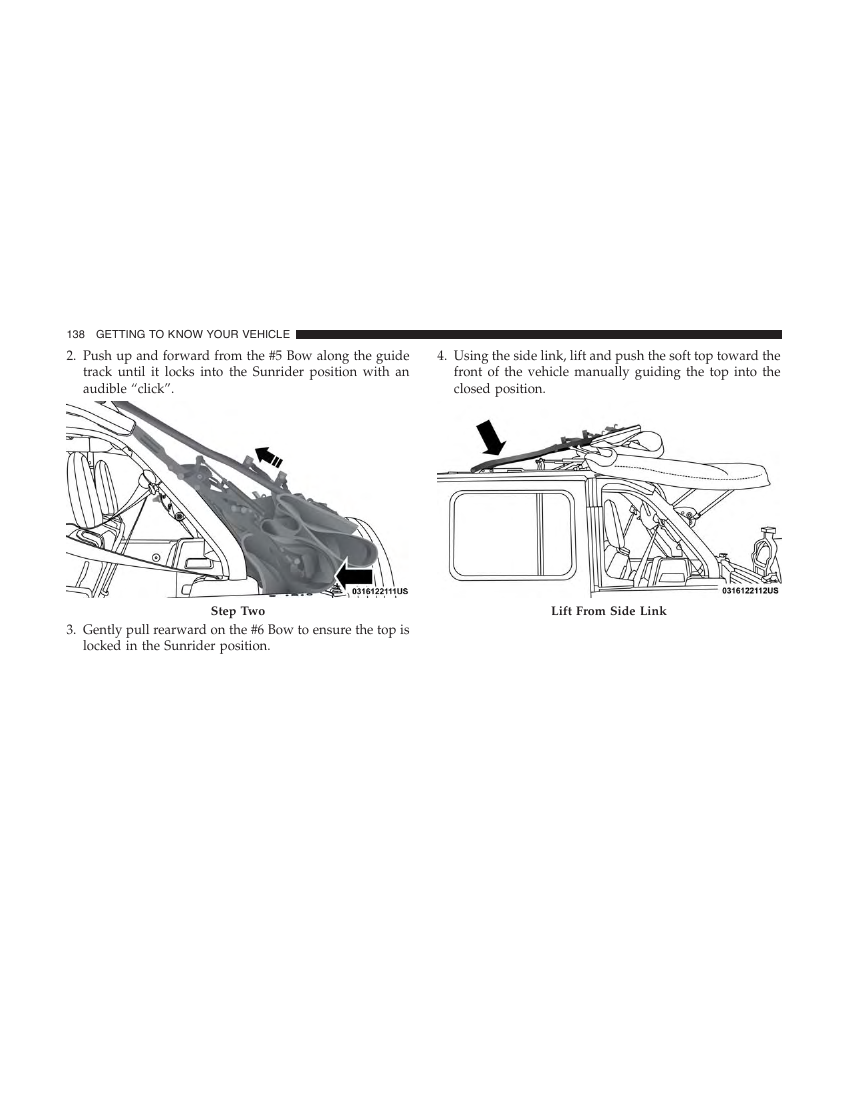 138 GETTING TO KNOW YOUR VEHICLE
2. Push up and forward from the #5 Bow along the guide
track until it locks into the Sunrider position with an
audible “click”.
0316122111US
Step Two
3. Gently pull rearward on the #6 Bow to ensure the top is
locked in the Sunrider position.
4. Using the side link, lift and push the soft top toward the
front of the vehicle manually guiding the top into the
closed position.
0316122112US
Lift From Side Link